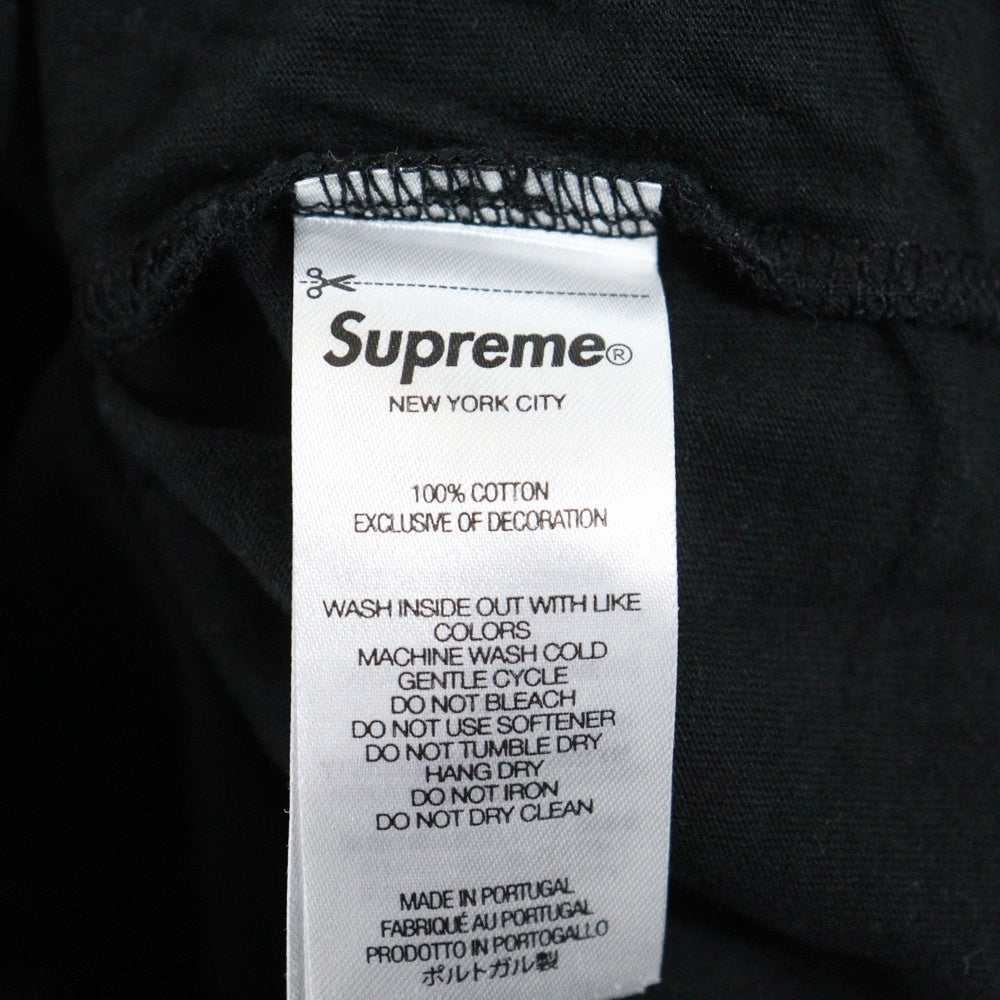 Supreme®
NEW YORK CITY
100% COTTON
EXCLUSIVE OF DECORATION
WASH INSIDE OUT WITH LIKE
COLORS
MACHINE WASH COLD
GENTLE CYCLE
DO NOT BLEACH
DO NOT USE SOFTENER
DO NOT TUMBLE DRY
HANG DRY
DO NOT IRON
DO NOT DRY CLEAN
MADE IN PORTUGAL
FABRIQUÉ AU PORTUGAL
PRODOTTO IN PORTOGALLO
ポルトガル製